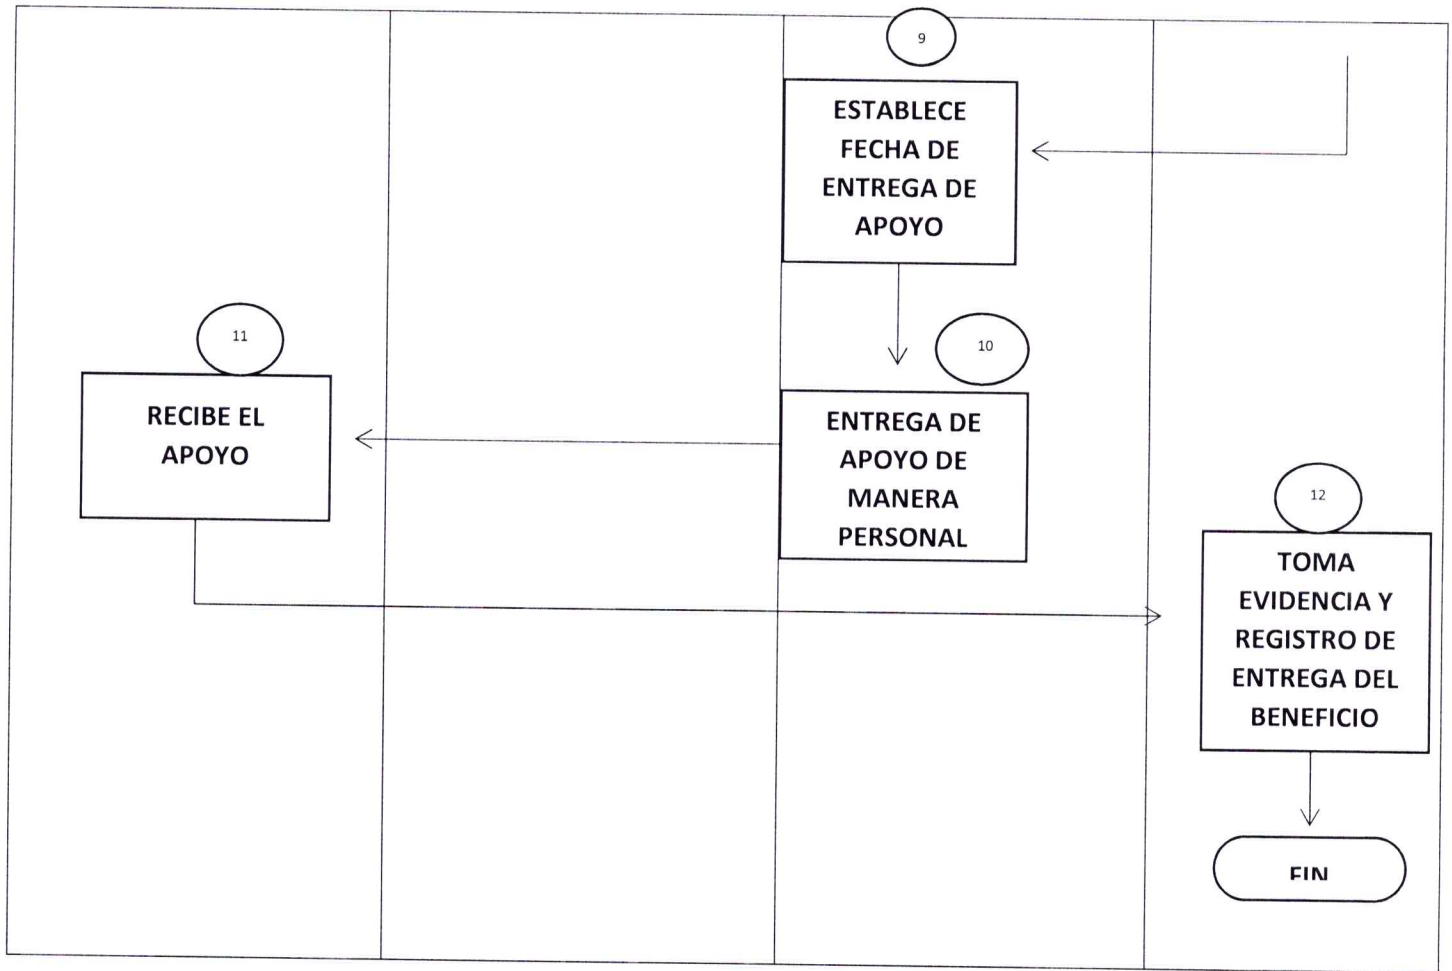 9
ESTABLECE
FECHA DE
ENTREGA DE
APOYO
10
ENTREGA DE
APOYO DE
MANERA
PERSONAL
11
RECIBE EL
APOYO
12
TOMA
EVIDENCIA Y
REGISTRO DE
ENTREGA DEL
BENEFICIO
FIN